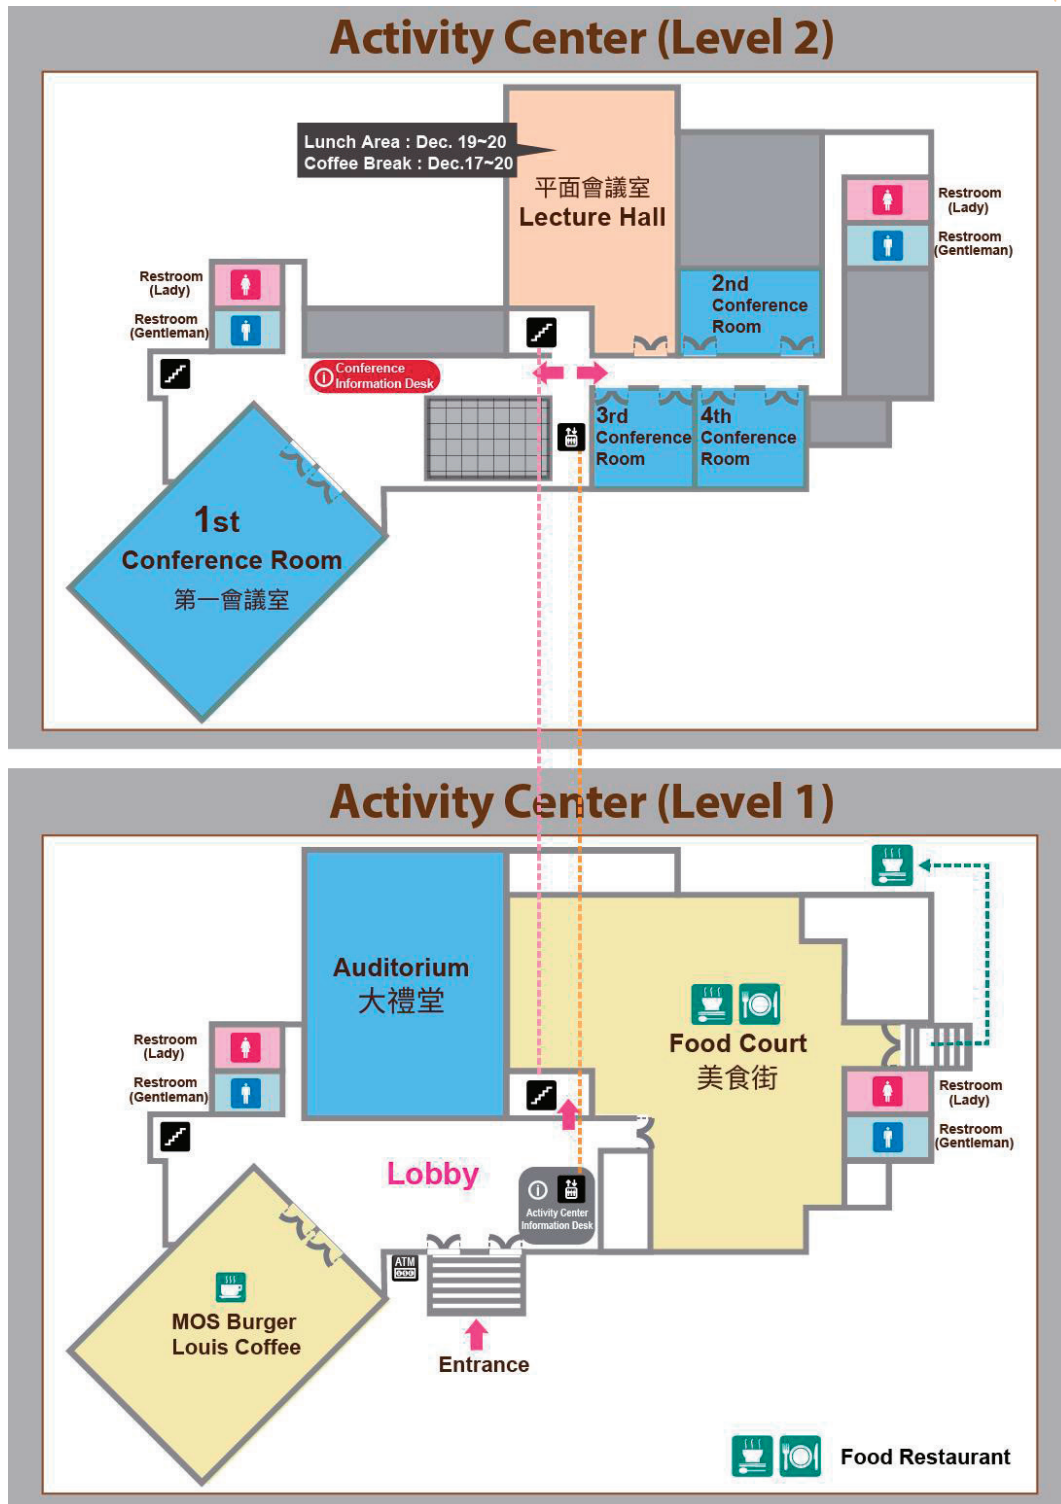 Activity Center (Level 2)
Lunch Area : Dec. 19~20
Coffee Break : Dec.17~20
平面會議室
Lecture Hall
Restroom
(Lady)
Restroom
(Gentleman)
Restroom
(Lady)
Restroom
(Gentleman)
2nd
Conference
Room
Conference
Information Desk
3rd
Conference
Room
4th
Conference
Room
1st
Conference Room
第一會議室
Activity Center (Level 1)
Auditorium
大禮堂
Food Court
美食街
Restroom
(Lady)
Restroom
(Gentleman)
Restroom
(Lady)
Restroom
(Gentleman)
Lobby
Activity Center
Information Desk
ATM
MOS Burger
Louis Coffee
Entrance
Food Restaurant